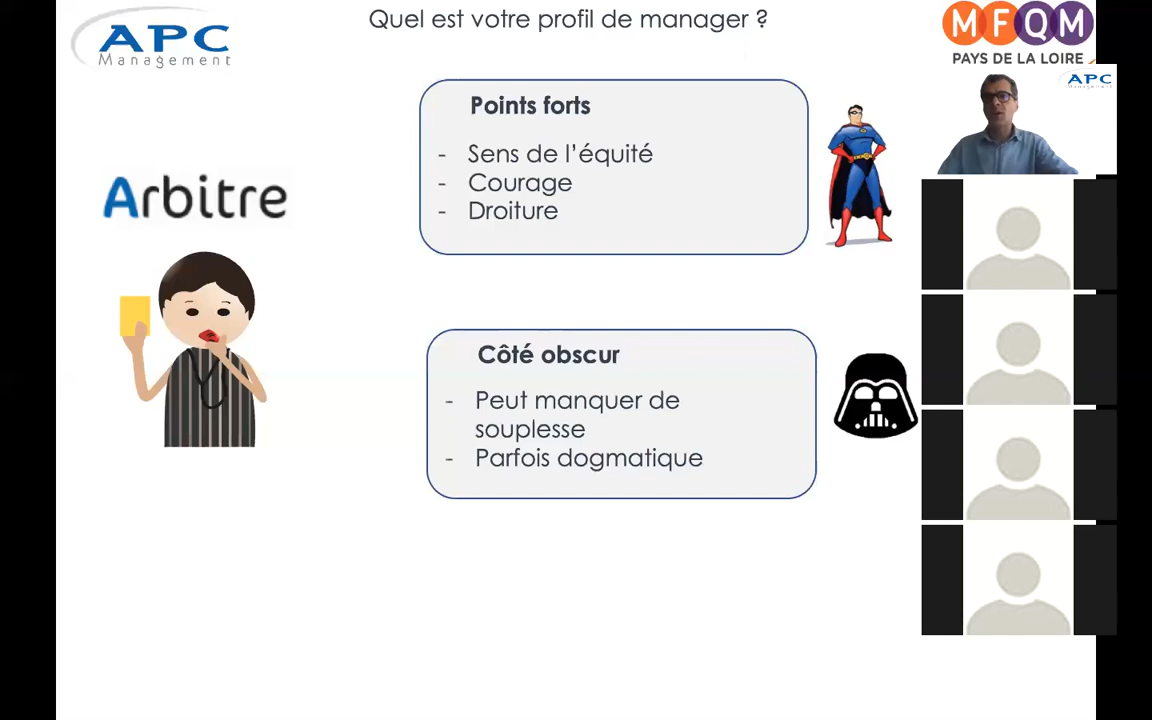 APC
Management
Quel est votre profil de manager ?
MFQM
PAYS DE LA LOIRE
APC
Management
Points forts
- Sens de l’équité
- Courage
- Droiture
Arbitre
Côté obscur
- Peut manquer de
souplesse
- Parfois dogmatique